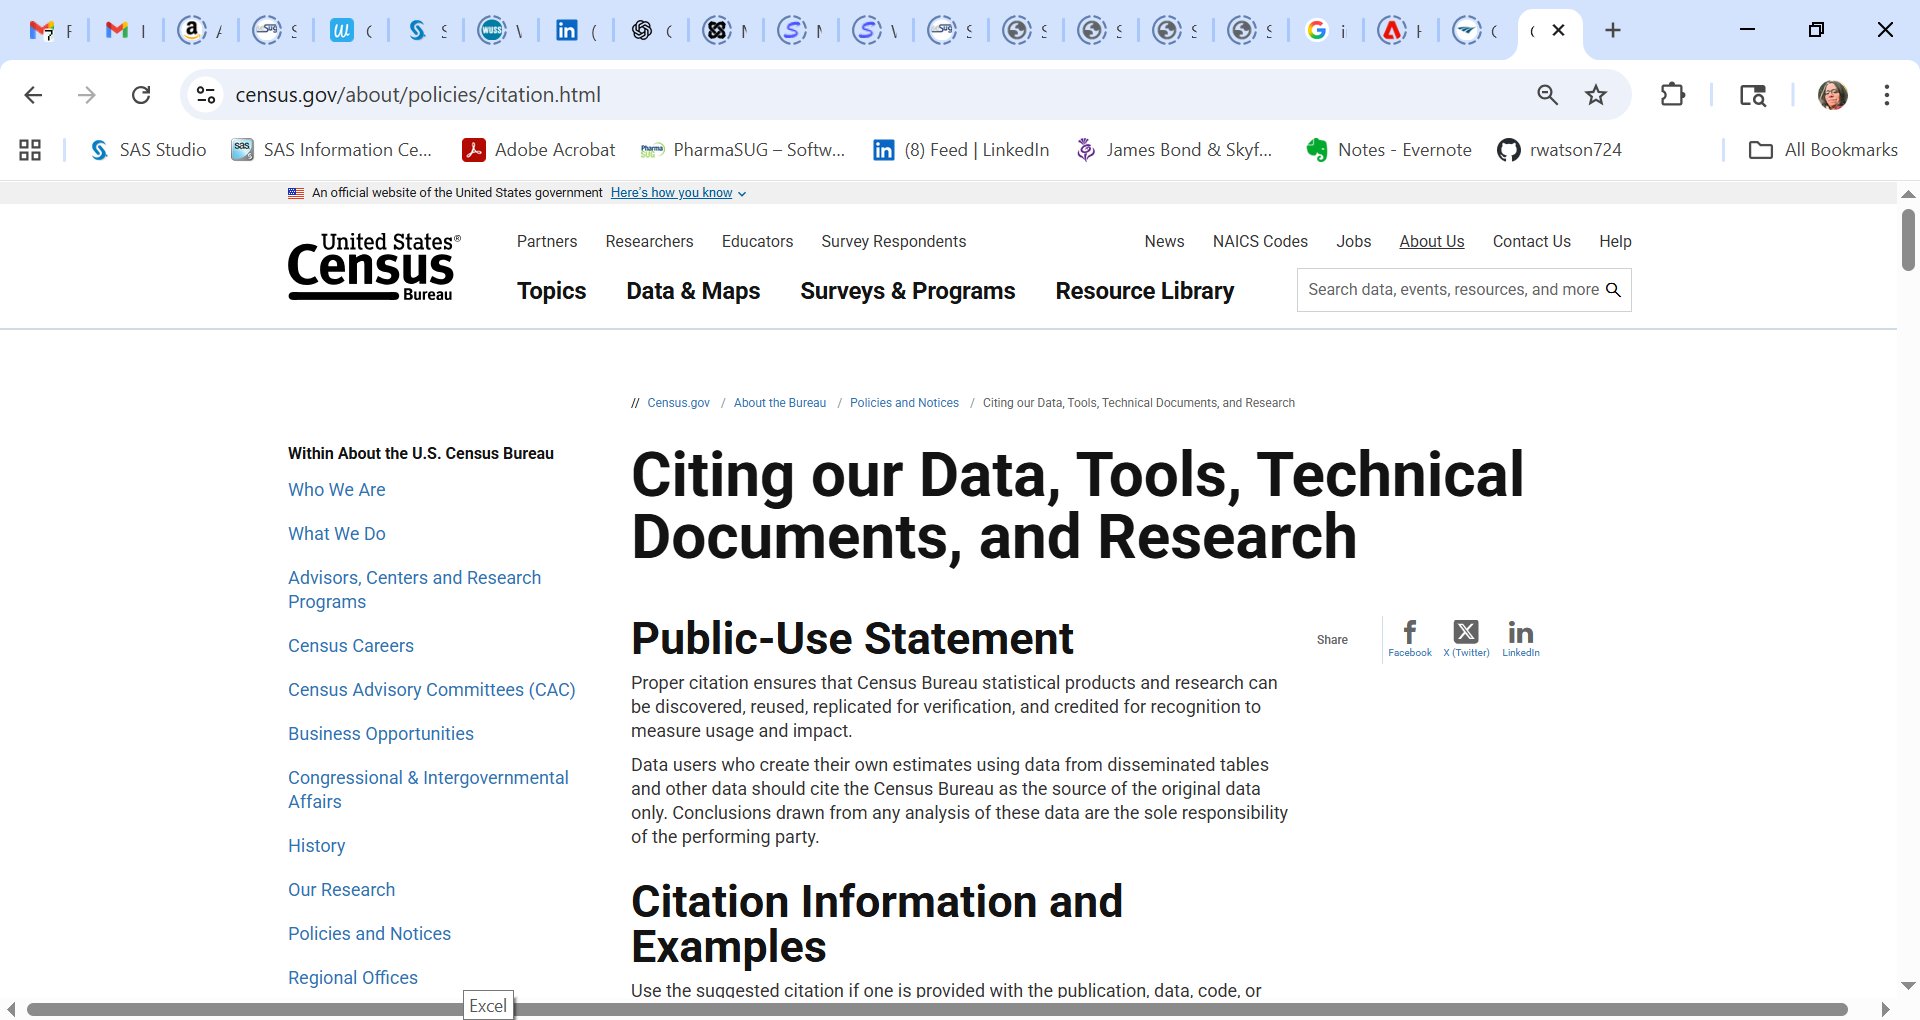 census.gov/about/policies/citation.html
SAS Studio
SAS Information Ce...
Adobe Acrobat
PharmaSUG – Softw...
(8) Feed | LinkedIn
James Bond & Skyf...
Notes - Evernote
rwatson724
All Bookmarks
An official website of the United States government Here's how you know
United States®
Census
Bureau
Partners Researchers Educators Survey Respondents
News NAICS Codes Jobs About Us Contact Us Help
Topics Data & Maps Surveys & Programs Resource Library
Search data, events, resources, and more
// Census.gov / About the Bureau / Policies and Notices / Citing our Data, Tools, Technical Documents, and Research
Within About the U.S. Census Bureau
Who We Are
What We Do
Advisors, Centers and Research
Programs
Census Careers
Census Advisory Committees (CAC)
Business Opportunities
Congressional & Intergovernmental
Affairs
History
Our Research
Policies and Notices
Regional Offices
Citing our Data, Tools, Technical
Documents, and Research
Public-Use Statement
Share
Facebook
X (Twitter)
LinkedIn
Proper citation ensures that Census Bureau statistical products and research can
be discovered, reused, replicated for verification, and credited for recognition to
measure usage and impact.
Data users who create their own estimates using data from disseminated tables
and other data should cite the Census Bureau as the source of the original data
only. Conclusions drawn from any analysis of these data are the sole responsibility
of the performing party.
Citation Information and
Examples
Use the suggested citation if one is provided with the publication, data, code, or
Excel